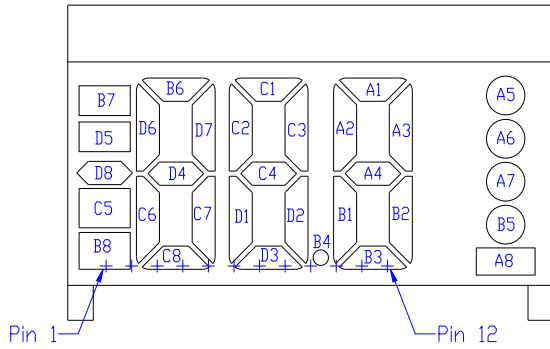 B6 C1 A1
B7 A5
D6 D7 C2 C3 A2 A3
D5 A6
D8 D4 C4 A4 A7
C5 C6 C7 D1 D2 B1 B2 B5
B8 C8 D3 B4 B3 A8
Pin 1 Pin 12